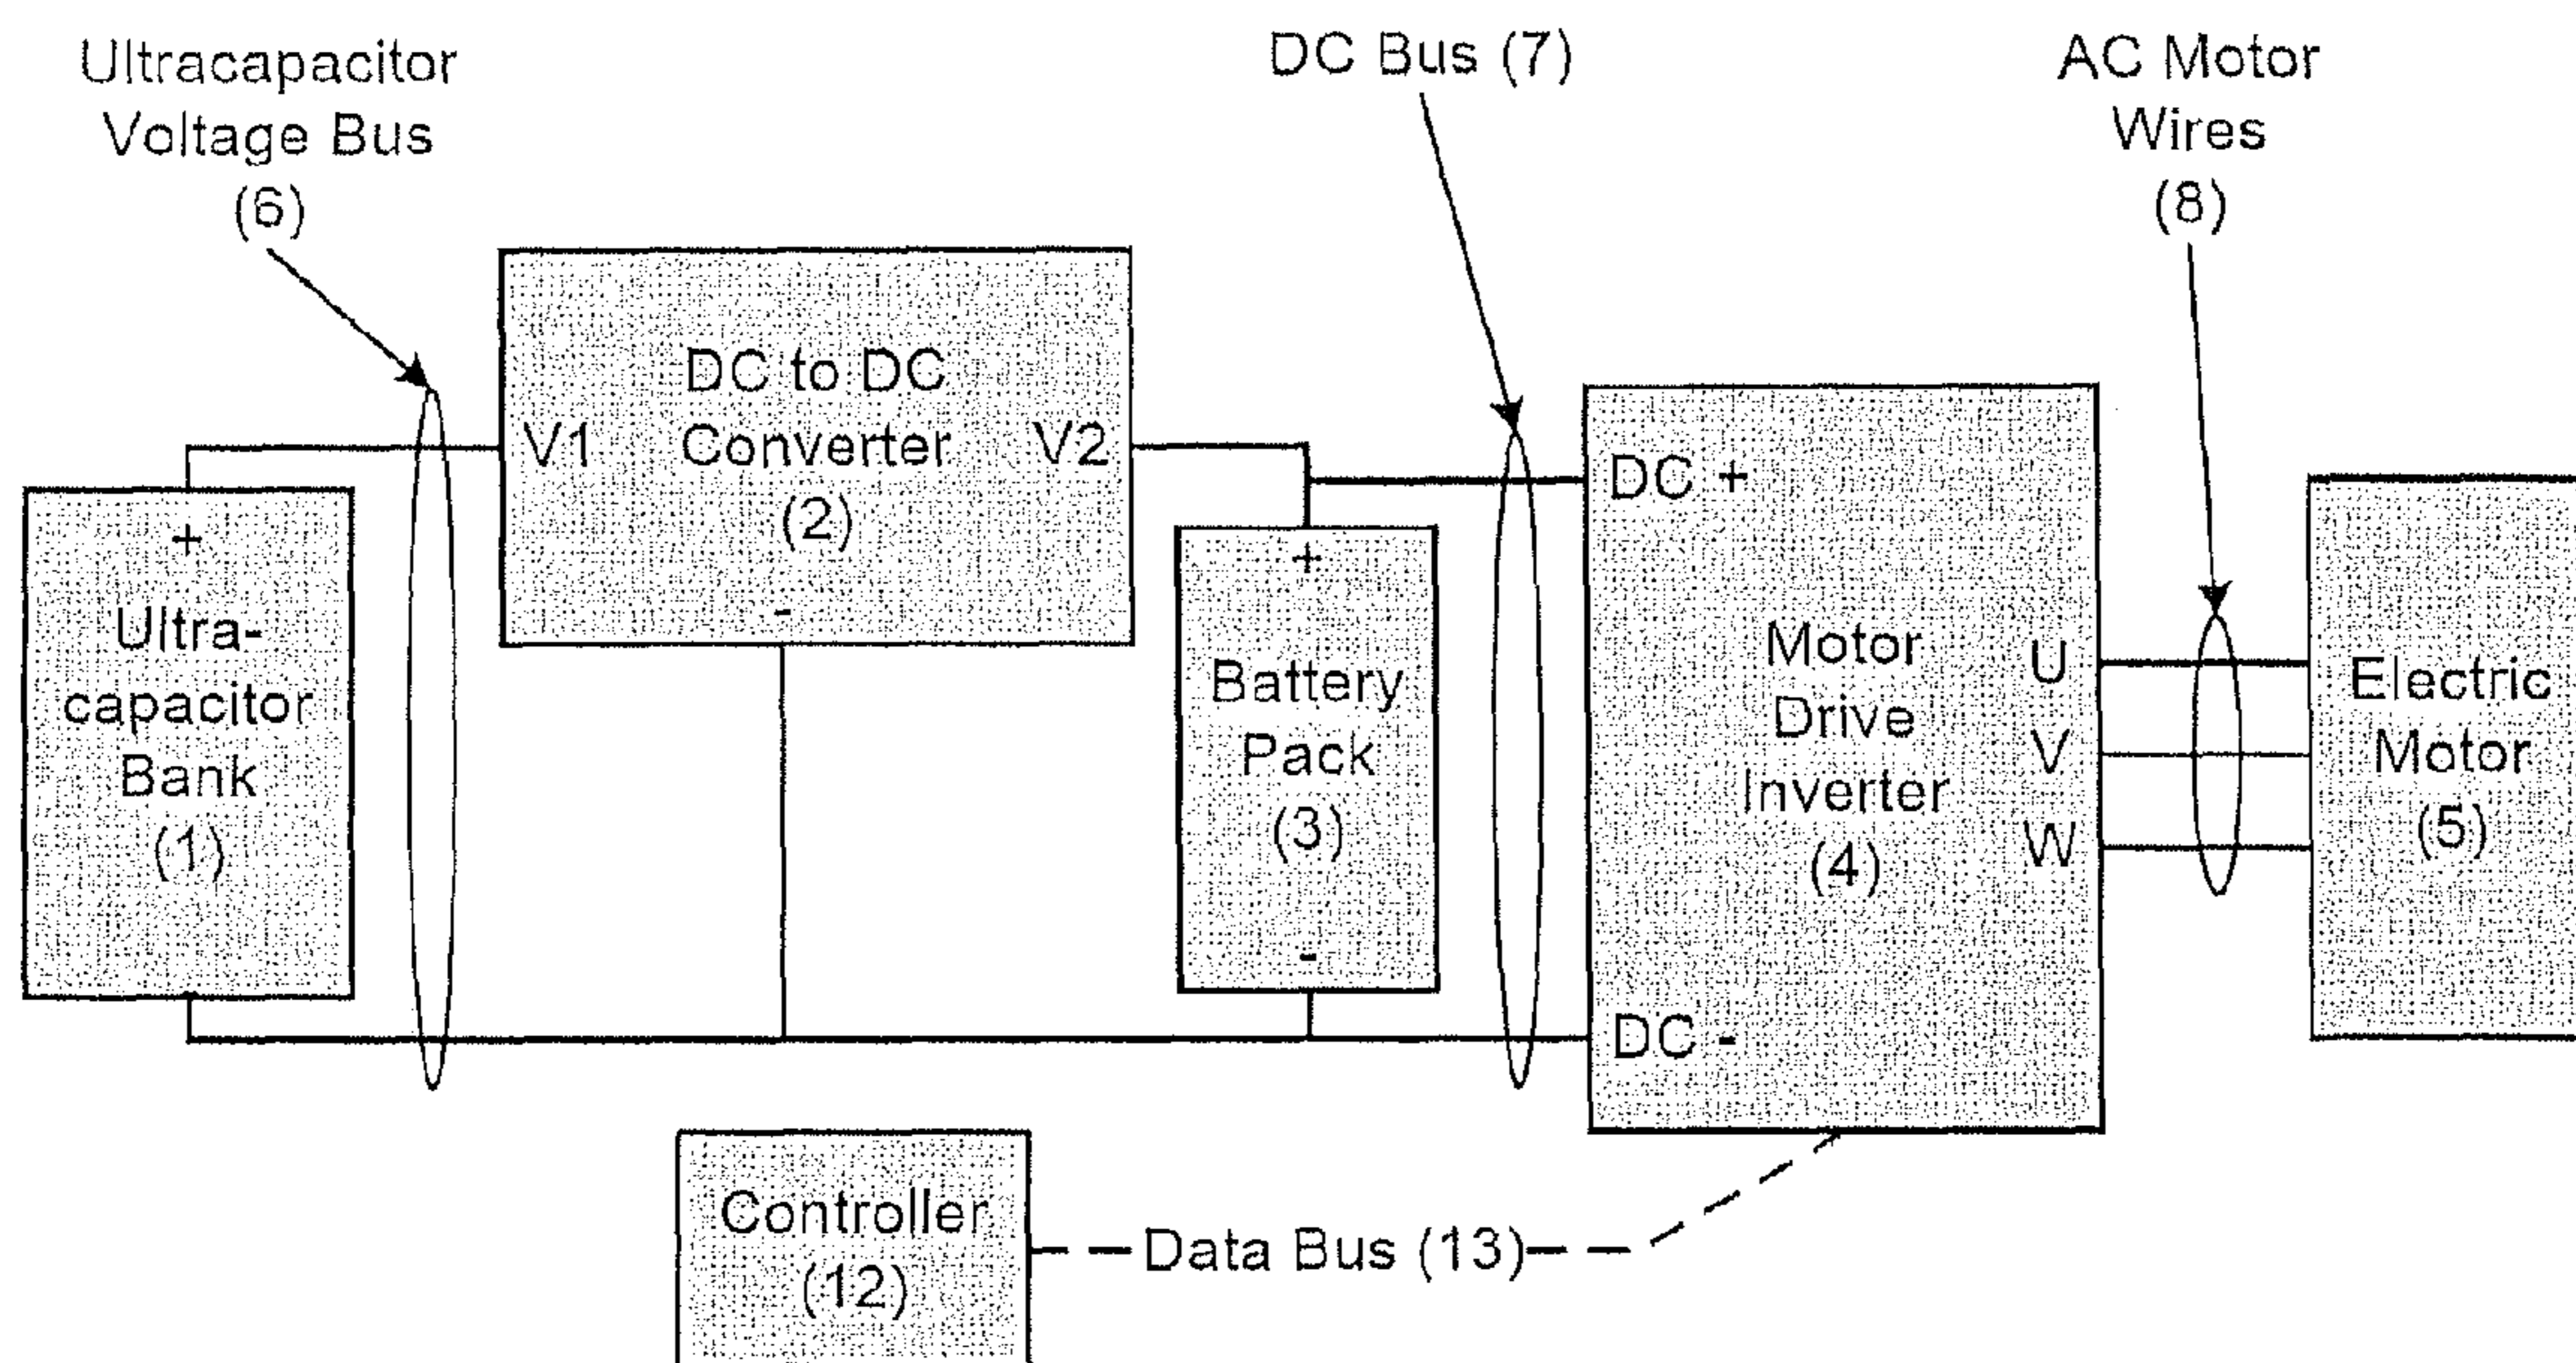 Ultracapacitor
Voltage Bus
(6)
DC Bus (7)
AC Motor
Wires
(8)
DC to DC
Converter
(2)
V1
V2
-
+
Ultra-
capacitor
Bank
(1)
+
Battery
Pack
(3)
-
DC +
Motor
Drive
Inverter
(4)
DC -
U
V
W
Electric
Motor
(5)
Controller
(12)
Data Bus (13)